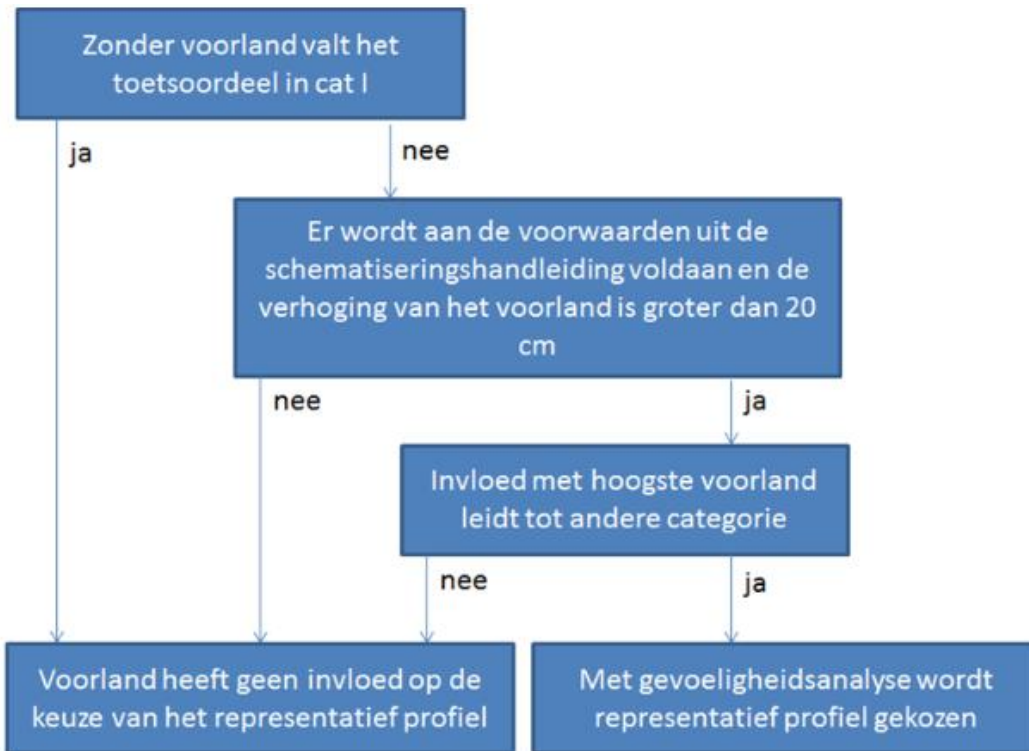 Zonder voorland valt het
toetsoordeel in cat I
ja
nee
Er wordt aan de voorwaarden uit de
schematiseringshandleiding voldaan en de
verhoging van het voorland is groter dan 20
cm
nee
ja
Invloed met hoogste voorland
leidt tot andere categorie
nee
ja
Voorland heeft geen invloed op de
keuze van het representatief profiel
Met gevoeligheidsanalyse wordt
representatief profiel gekozen